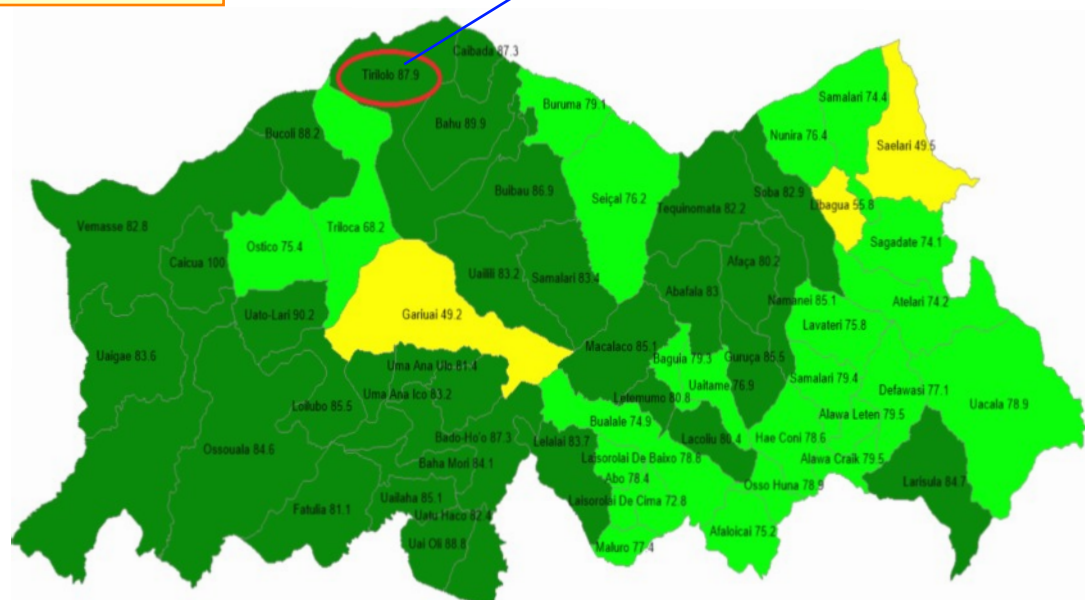 Caibada 87.3
Tirilolo 87.9
Samalari 74.4
Buruma 79.1
Bahu 89.9
Bucoli 88.2
Nunira 76.4
Saelari 49.5
Buibau 86.9
Soba 82.9
Seiçal 76.2
Libagua 55.8
Tequinomata 82.2
Vemasse 82.8
Triloca 68.2
Ostico 75.4
Sagadate 74.1
Caicua 100
Afaça 80.2
Uailili 83.2
Samalari 83.4
Abafala 83
Namanei 85.1
Atelari 74.2
Uato-Lari 90.2
Gariuai 49.2
Lavateri 75.8
Macalaco 85.1
Uaigae 83.6
Baguia 79.3
Guruça 85.5
Uma Ana Ulo 81.4
Samalari 79.4
Uaitame 76.9
Defawasi 77.1
Uma Ana Ico 83.2
Letemumo 80.8
Uacala 78.9
Loilubo 85.5
Alawa Leten 79.5
Bualale 74.9
Bado-Ho'o 87.3
Lelalai 83.7
Lacoliu 80.4
Hae Coni 78.6
Ossouala 84.6
Laisorolai De Baixo 78.8
Alawa Craik 79.5
Baha Mori 84.1
Abo 78.4
Larisula 84.7
Osso Huna 78.9
Uailaha 85.1
Laisorolai De Cima 72.8
Fatulia 81.1
Uatu Haco 82.4
Afaloicai 75.2
Uai Oli 88.8
Maluro 77.4